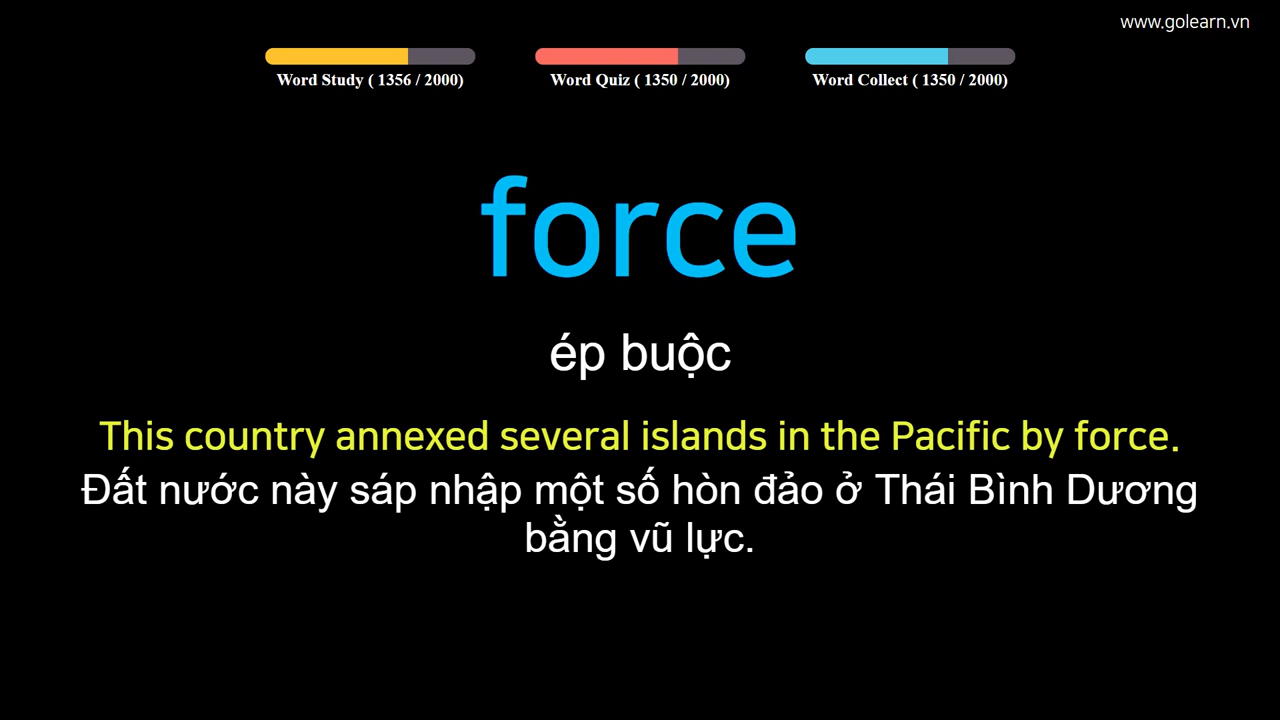 www.golearn.vn
Word Study ( 1356 / 2000)
Word Quiz ( 1350 / 2000)
Word Collect ( 1350 / 2000)
force
ép buộc
This country annexed several islands in the Pacific by force.
Đất nước này sáp nhập một số hòn đảo ở Thái Bình Dương
bằng vũ lực.